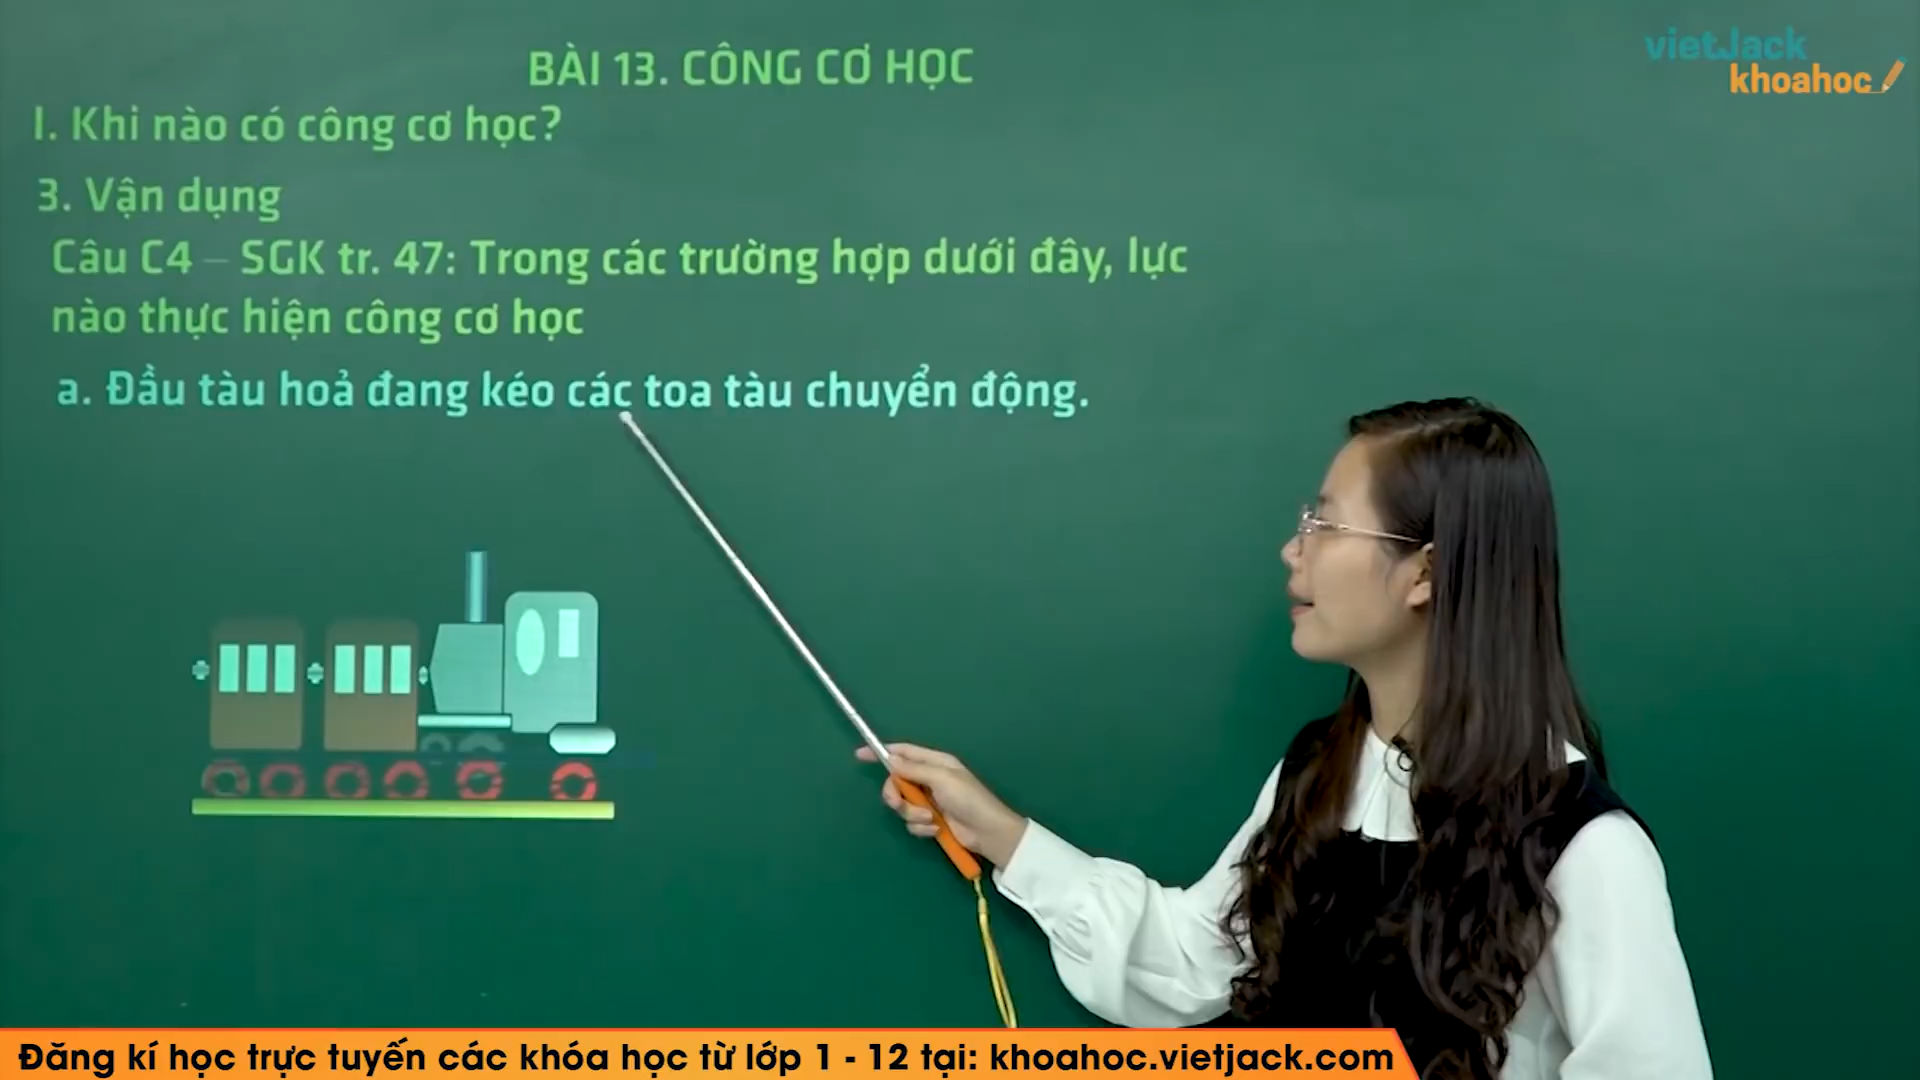 BÀI 13. CÔNG CƠ HỌC
vietJack
khoahoc
I. Khi nào có công cơ học?
3. Vận dụng
Câu C4 – SGK tr. 47: Trong các trường hợp dưới đây, lực
nào thực hiện công cơ học
a. Đầu tàu hoả đang kéo các toa tàu chuyển động.
Đăng kí học trực tuyến các khóa học từ lớp 1 - 12 tại: khoahoc.vietjack.com